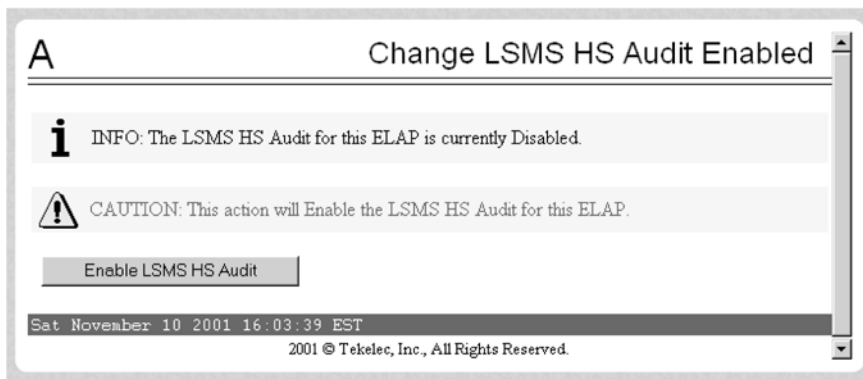 A
Change LSMS HS Audit Enabled
INFO: The LSMS HS Audit for this ELAP is currently Disabled.
CAUTION: This action will Enable the LSMS HS Audit for this ELAP.
Enable LSMS HS Audit
Sat November 10 2001 16:03:39 EST
2001 © Tekelec, Inc., All Rights Reserved.